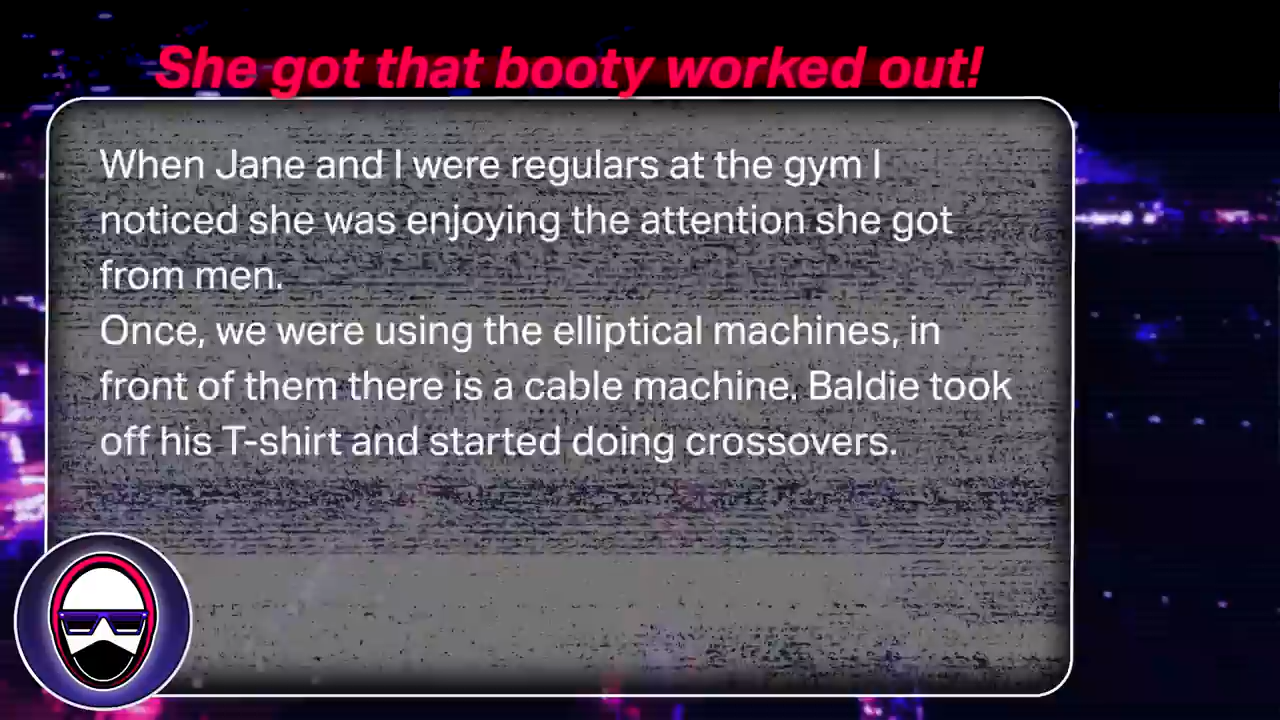 She got that booty worked out!
When Jane and I were regulars at the gym I
noticed she was enjoying the attention she got
from men.
Once, we were using the elliptical machines, in
front of them there is a cable machine. Baldie took
off his T-shirt and started doing crossovers.